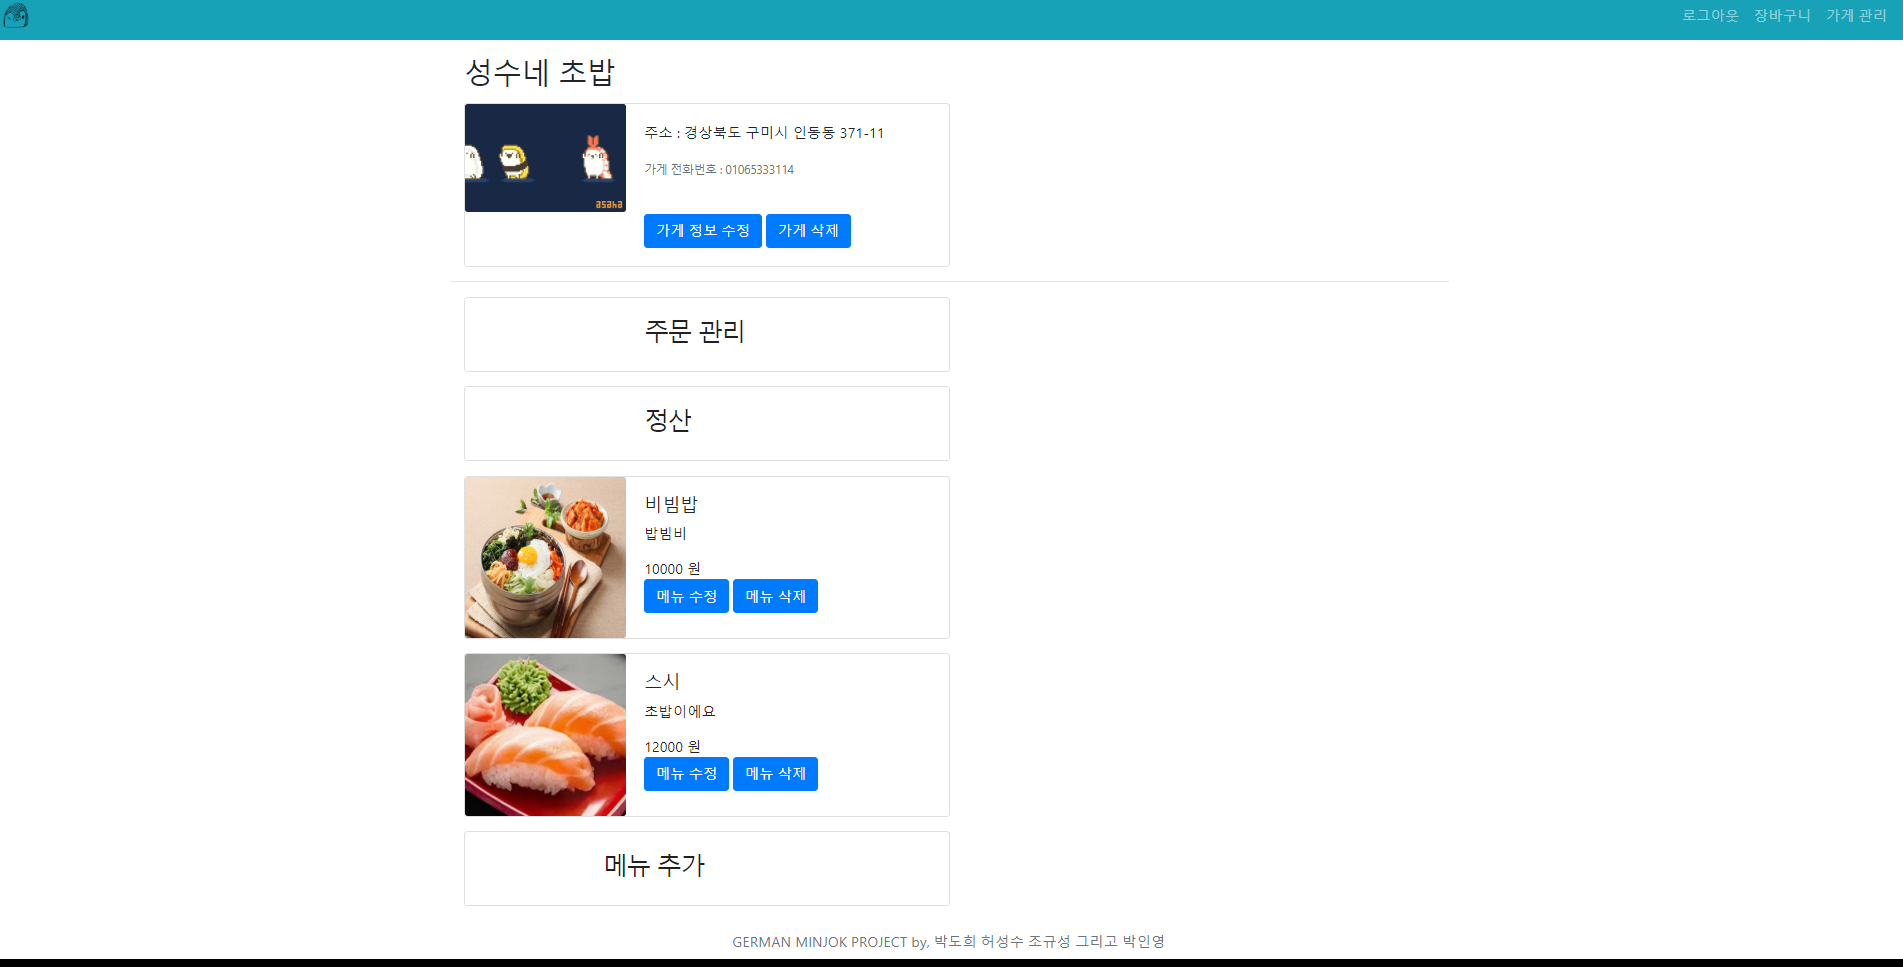 로그아웃 장바구니 가게 관리
성수네 초밥
주소 : 경상북도 구미시 인동동 371-11
가게 전화번호 : 01065333114
asaha
가게 정보 수정 가게 삭제
주문 관리
정산
비빔밥
밥빔비
10000 원
메뉴 수정 메뉴 삭제
스시
초밥이에요
12000 원
메뉴 수정 메뉴 삭제
메뉴 추가
GERMAN MINJOK PROJECT by, 박도희 허성수 조규성 그리고 박인영